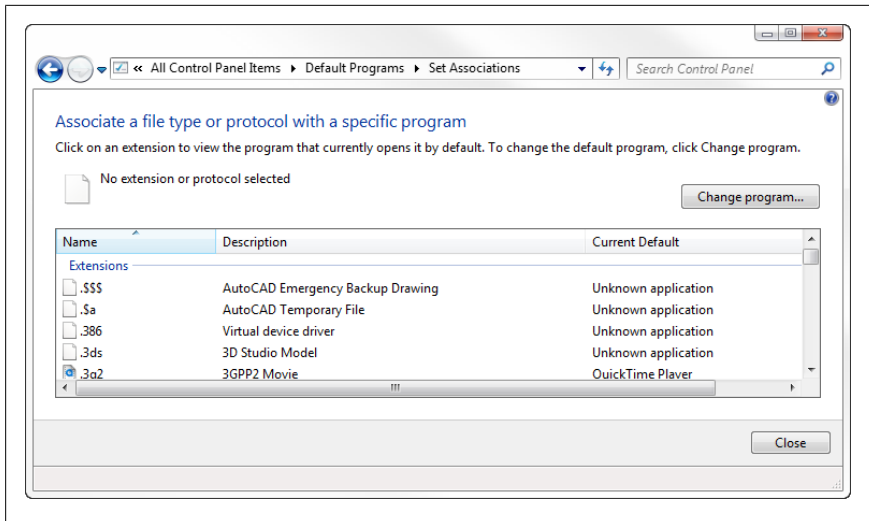 « All Control Panel Items ▸ Default Programs ▸ Set Associations Search Control Panel
Associate a file type or protocol with a specific program
Click on an extension to view the program that currently opens it by default. To change the default program, click Change program.
No extension or protocol selected
Change program...
Name Description Current Default
Extensions
.$$$ AutoCAD Emergency Backup Drawing Unknown application
.$a AutoCAD Temporary File Unknown application
.386 Virtual device driver Unknown application
.3ds 3D Studio Model Unknown application
.3g2 3GPP2 Movie QuickTime Player
Close